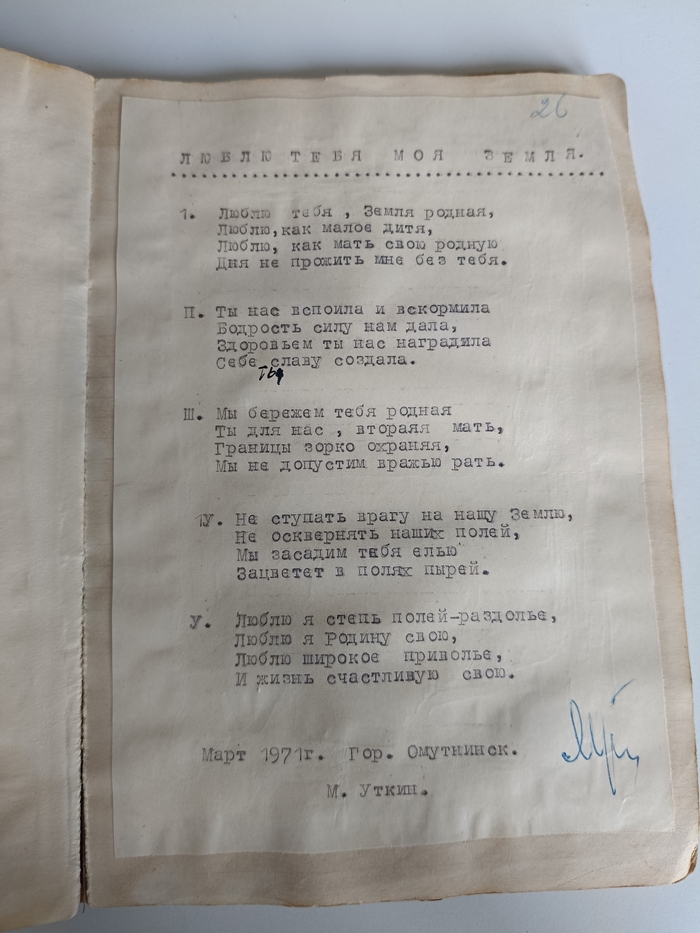 26
ЛЮБЛЮ ТЕБЯ МОЯ ЗЕМЛЯ.
1. Люблю тебя , Земля родная,
Люблю,как малое дитя,
Люблю, как мать свою родную
Дня не прожить мне без тебя.
П. Ты нас вспоила и вскормила
Бодрость силу нам дала,
Здоровьем ты нас наградила
Себе славу создала.
ты
Ш. Мы бережем тебя родная
Ты для нас , вторая мать,
Границы зорко охраняя,
Мы не допустим вражью рать.
1У. Не ступать врагу на нашу Землю,
Не осквернять наших полей,
Мы засадим тебя елью
Зацветет в полях пырей.
У. Люблю я степь полей-раздолье,
Люблю я Родину свою,
Люблю широкое приволье,
И жизнь счастливую свою.
Март 1971г. Гор. Омутнинск.
М. Уткин.